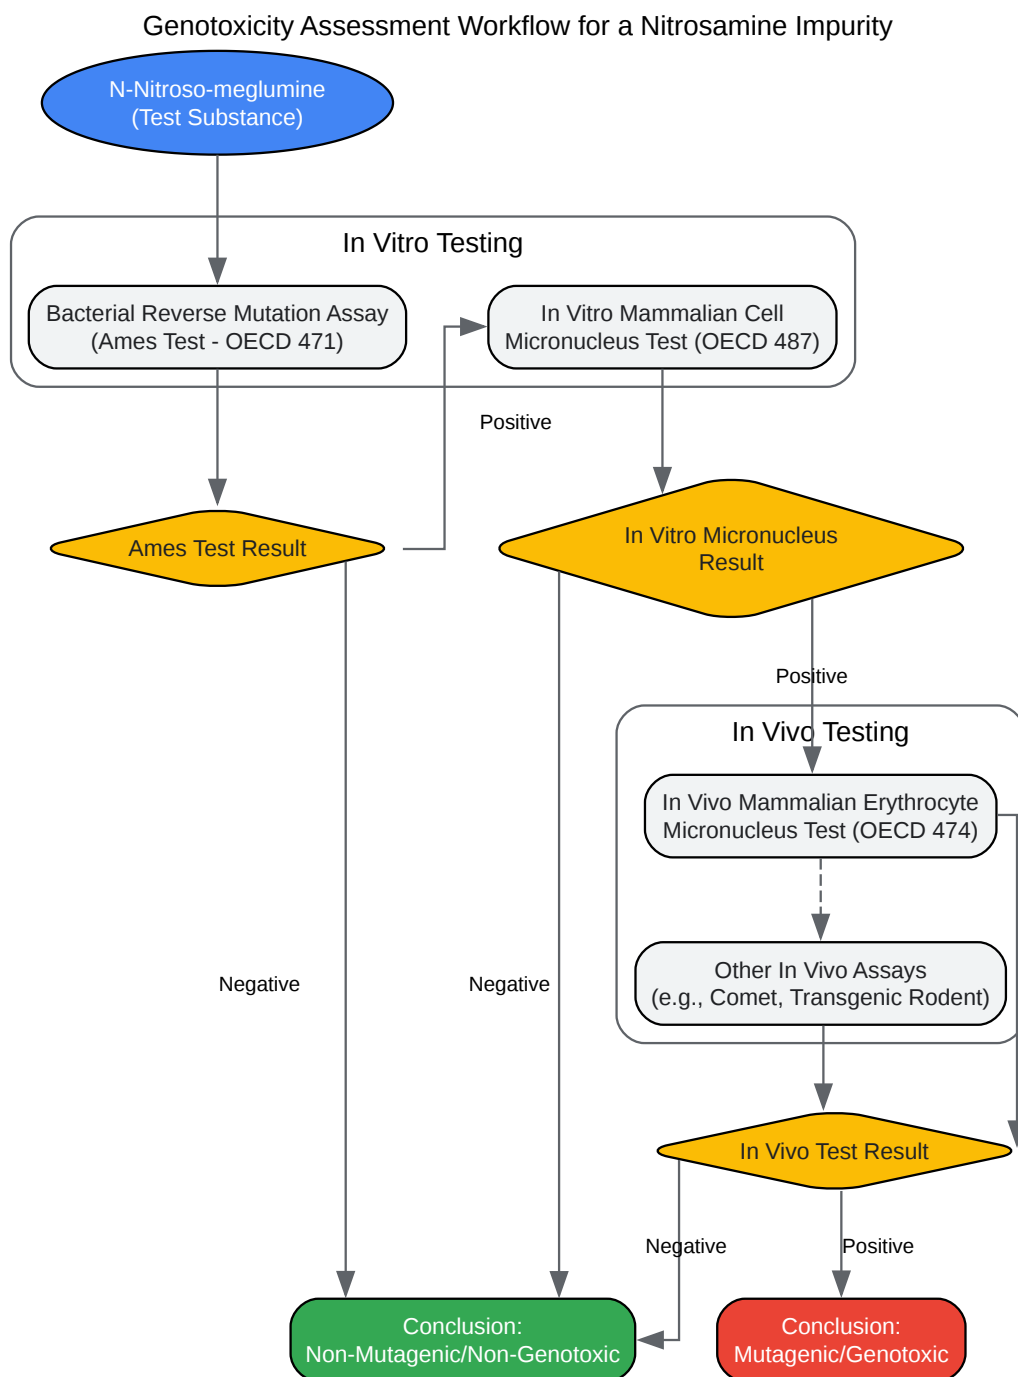 Genotoxicity Assessment Workflow for a Nitrosamine Impurity
N-Nitroso-meglumine
(Test Substance)
In Vitro Testing
Bacterial Reverse Mutation Assay
(Ames Test - OECD 471)
In Vitro Mammalian Cell
Micronucleus Test (OECD 487)
Positive
Ames Test Result
In Vitro Micronucleus
Result
Positive
In Vivo Testing
In Vivo Mammalian Erythrocyte
Micronucleus Test (OECD 474)
Other In Vivo Assays
(e.g., Comet, Transgenic Rodent)
Negative
Negative
In Vivo Test Result
Negative
Positive
Conclusion:
Non-Mutagenic/Non-Genotoxic
Conclusion:
Mutagenic/Genotoxic